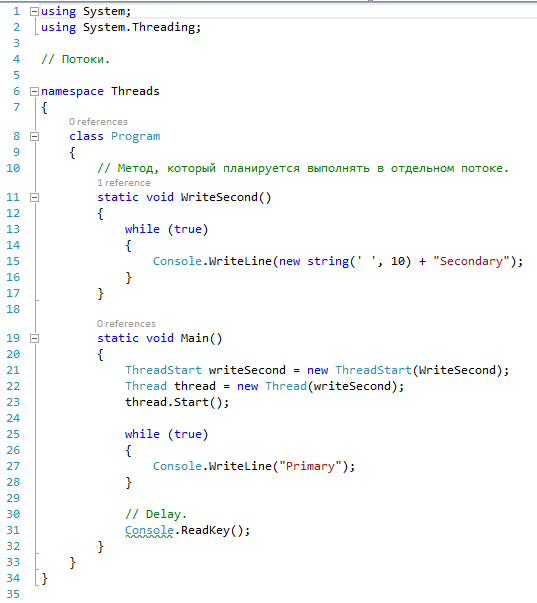 1 using System;
2 using System.Threading;
3
4 // Потоки.
5
6 namespace Threads
7 {
0 references
8 class Program
9 {
10 // Метод, который планируется выполнять в отдельном потоке.
1 reference
11 static void WriteSecond()
12 {
13 while (true)
14 {
15 Console.WriteLine(new string(' ', 10) + "Secondary");
16 }
17 }
18
0 references
19 static void Main()
20 {
21 ThreadStart writeSecond = new ThreadStart(WriteSecond);
22 Thread thread = new Thread(writeSecond);
23 thread.Start();
24
25 while (true)
26 {
27 Console.WriteLine("Primary");
28 }
29
30 // Delay.
31 Console.ReadKey();
32 }
33 }
34 }
35